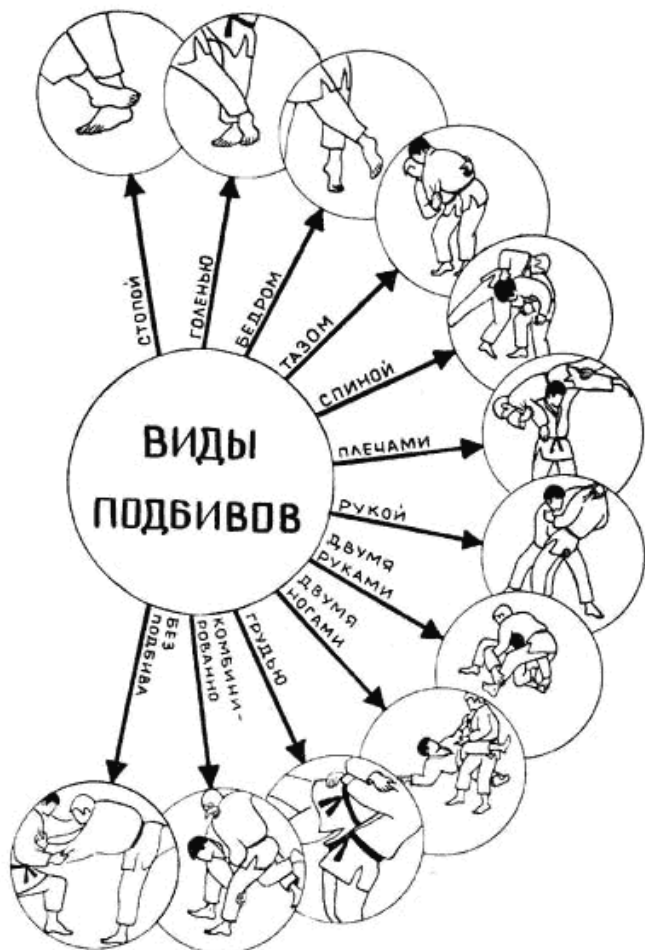 СТОПОЙ
ГОЛЕНЬЮ
БЕДРОМ
ТАЗОМ
СПИНОЙ
ПЛЕЧАМИ
РУКОЙ
ДВУМЯ
РУКАМИ
ДВУМЯ
НОГАМИ
ГРУДЬЮ
КОМБИНИ-
РОВАННО
БЕЗ
ПОДБИВА
ВИДЫ
ПОДБИВОВ